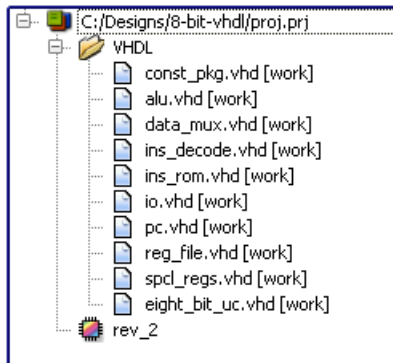 C:/Designs/8-bit-vhdl/proj.prj
VHDL
const_pkg.vhd [work]
alu.vhd [work]
data_mux.vhd [work]
ins_decode.vhd [work]
ins_rom.vhd [work]
io.vhd [work]
pc.vhd [work]
reg_file.vhd [work]
spcl_regs.vhd [work]
eight_bit_uc.vhd [work]
rev_2